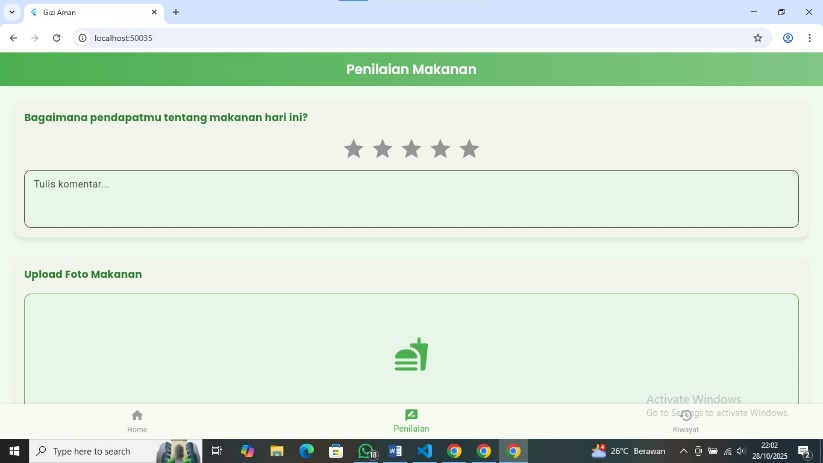 Gizi Aman
localhost:50035
Penilaian Makanan
Bagaimana pendapatmu tentang makanan hari ini?
Tulis komentar...
Upload Foto Makanan
Activate Windows
Go to Settings to activate Windows.
Home
Penilaian
Riwayat
Type here to search
18
26°C Berawan
22:02
28/10/2025
2